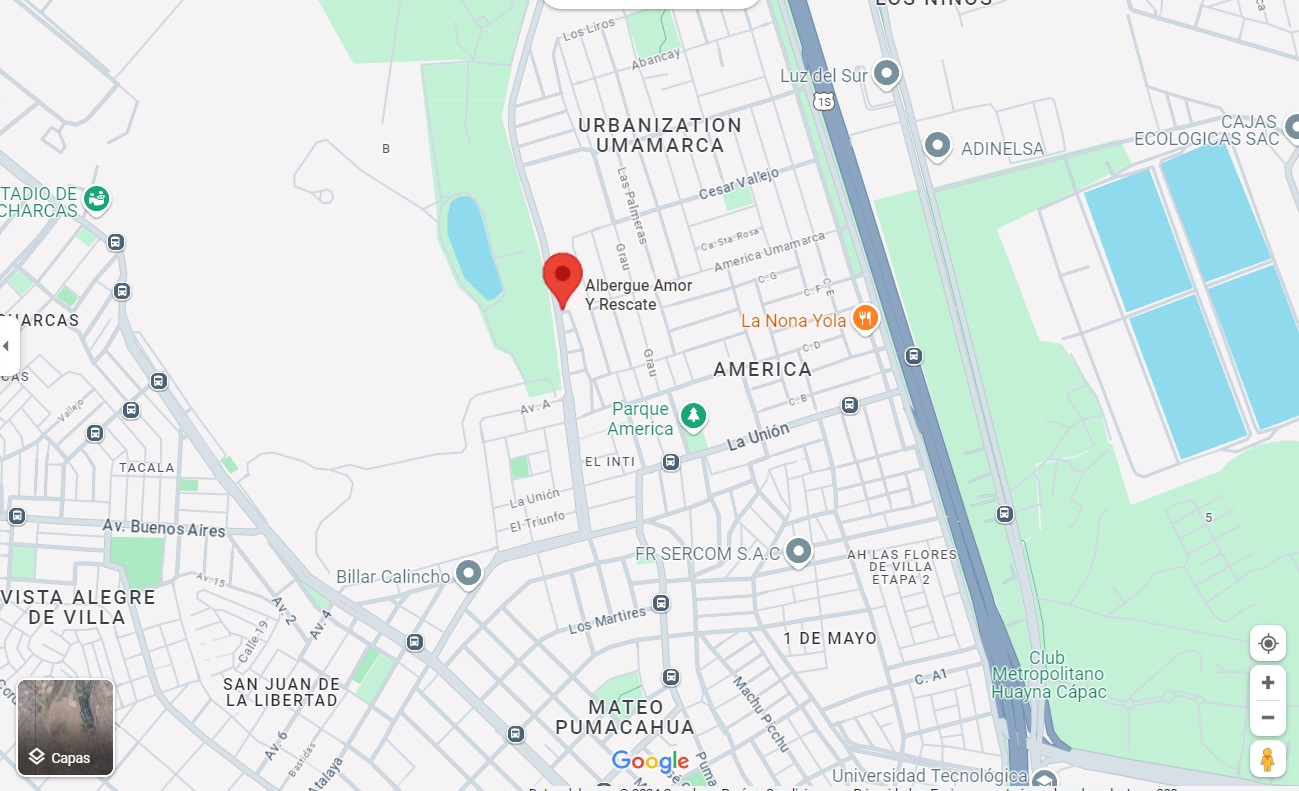 LOS NIÑOS
Los Liros
Abancay
Luz del Sur
1S
URBANIZATION
UMAMARCA
CAJAS
ECOLOGICAS SAC
ADINELSA
B
TADIO DE
CHARCAS
Las Palmeras
Cesar Vallejo
Ca. Sta. Rosa
America Umamarca
Grau
C. G
C. F
C. E
Albergue Amor
Y Rescate
La Nona Yola
HARCAS
C. D
Grau
AMERICA
CAS
Vallejo
Av. A
Parque
America
C. B
La Unión
EL INTI
TACALA
La Unión
El Triunfo
Av. Buenos Aires
5
FR SERCOM S.A.C
AH LAS FLORES
DE VILLA
ETAPA 2
Billar Calincho
Av. 15
VISTA ALEGRE
DE VILLA
Av. 2
Av. 4
Calle 19
Los Martires
1 DE MAYO
Club
Metropolitano
Huayna Cápac
C. A1
SAN JUAN DE
LA LIBERTAD
Machu Picchu
MATEO
PUMACAHUA
Av. 6
Bastidas
Atalaya
Capas
Google
Puma
Universidad Tecnológica